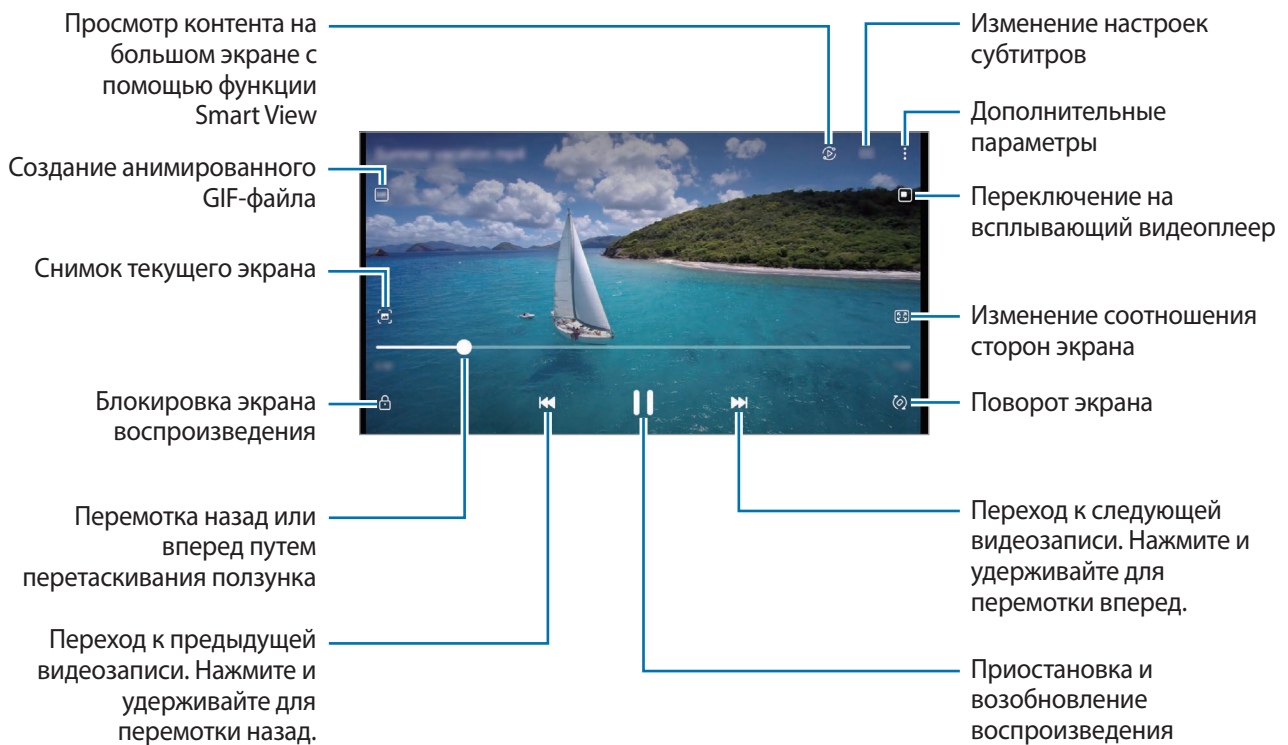 Просмотр контента на
большом экране с
помощью функции
Smart View
Создание анимированного
GIF-файла
Снимок текущего экрана
Блокировка экрана
воспроизведения
Перемотка назад или
вперед путем
перетаскивания ползунка
Переход к предыдущей
видеозаписи. Нажмите и
удерживайте для
перемотки назад.
Изменение настроек
субтитров
Дополнительные
параметры
Переключение на
всплывающий видеоплеер
Изменение соотношения
сторон экрана
Поворот экрана
Переход к следующей
видеозаписи. Нажмите и
удерживайте для
перемотки вперед.
Приостановка и
возобновление
воспроизведения